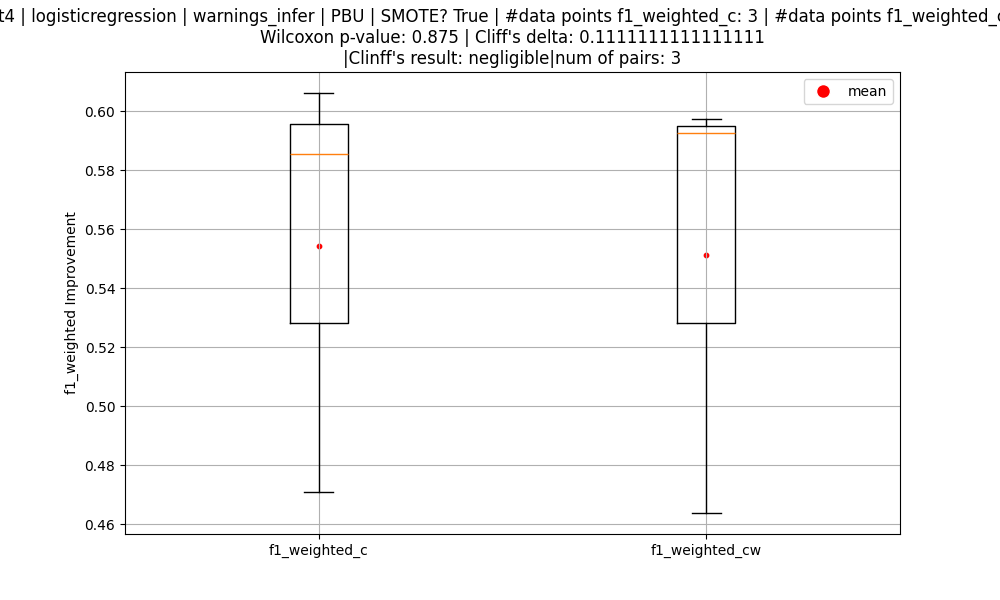 t4 | logisticregression | warnings_infer | PBU | SMOTE? True | #data points f1_weighted_c: 3 | #data points f1_weighted_c
Wilcoxon p-value: 0.875 | Cliff's delta: 0.1111111111111111
|Clinff's result: negligible|num of pairs: 3
mean
f1_weighted Improvement
0.60
0.58
0.56
0.54
0.52
0.50
0.48
0.46
f1_weighted_c
f1_weighted_cw